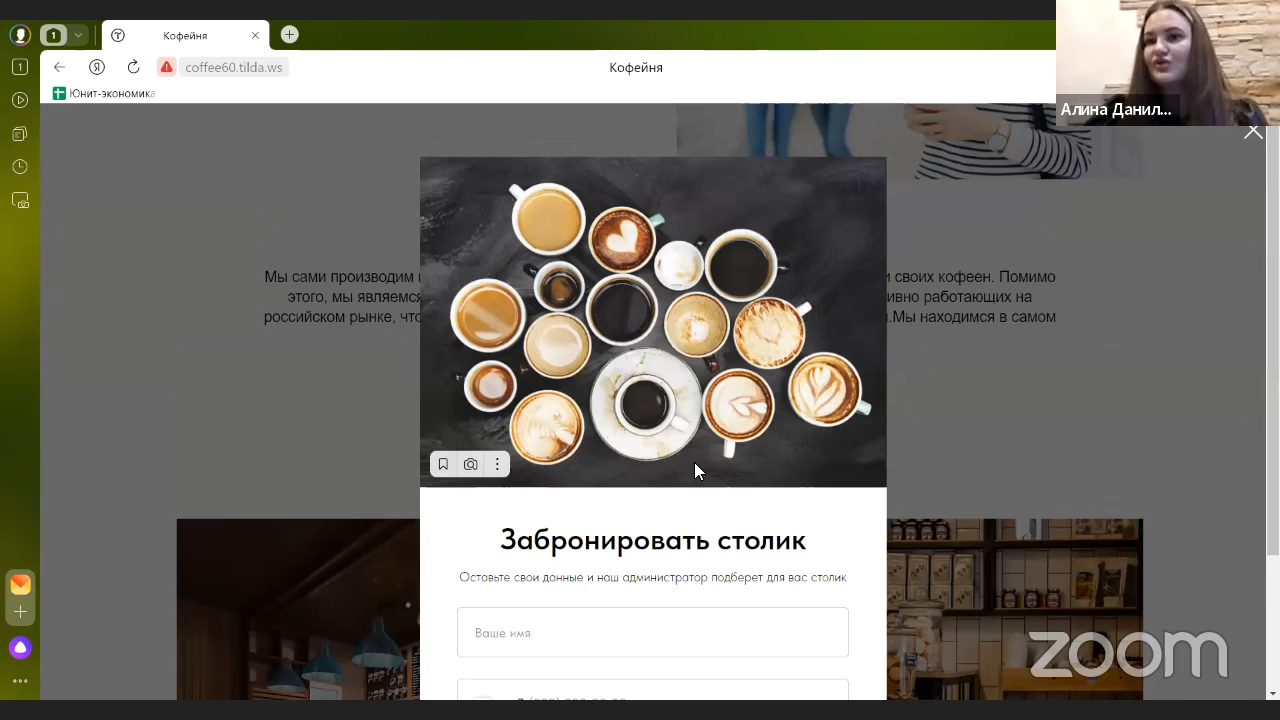 1
Кофейня
1
coffee60.tilda.ws
Кофейня
Юнит-экономика
Алина Данил...
Мы сами производим
своих кофеен. Помимо
этого, мы являемся
ивно работающих на
российском рынке, что
.Мы находимся в самом
Забронировать столик
Оставьте свои данные и наш администратор подберет для вас столик
Ваше имя
zoom